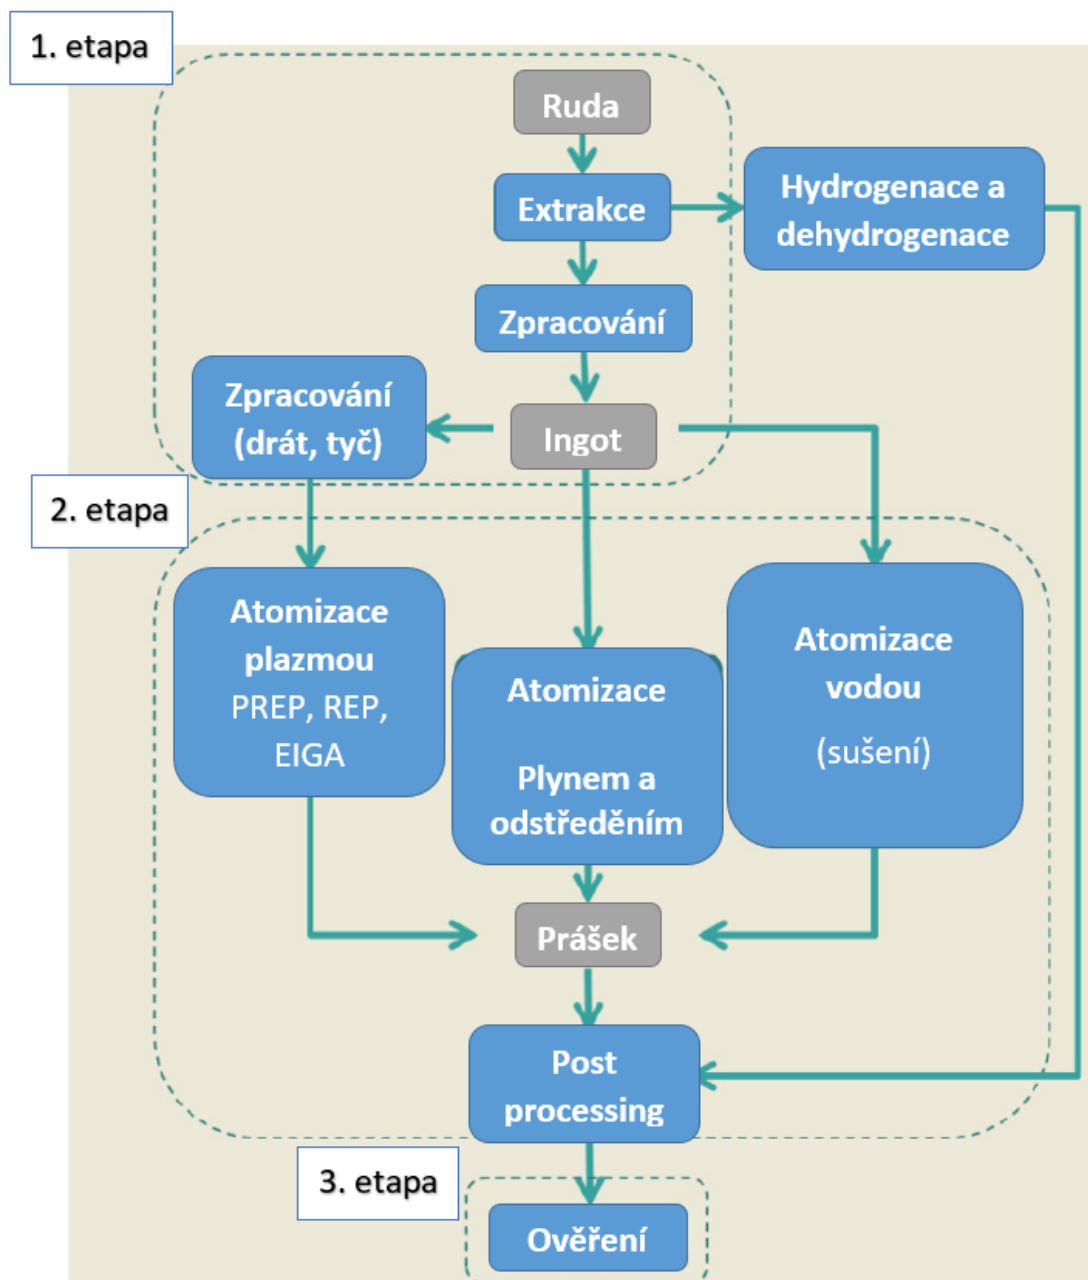 1. etapa
Ruda
Extrakce
Hydrogenace a
dehydrogenace
Zpracování
Zpracování
(drát, tyč)
Ingot
2. etapa
Atomizace
plazmou
PREP, REP,
EIGA
Atomizace
Plynem a
odstředěním
Atomizace
vodou
(sušení)
Prášek
Post
processing
3. etapa
Ověření